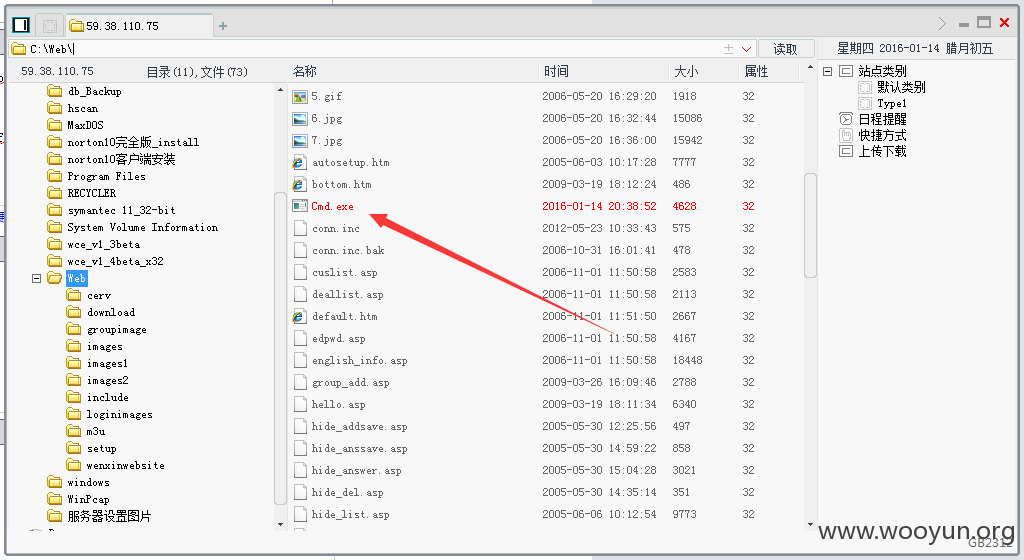 59.38.110.75
C:\Web\
读取
星期四 2016-01-14 腊月初五
59.38.110.75 目录(11),文件(73)
db_Backup
hscan
MaxDOS
norton10完全版_install
norton10客户端安装
Program Files
RECYCLER
symantec 11_32-bit
System Volume Information
wce_v1_3beta
wce_v1_4beta_x32
Web
cerv
download
groupimage
images
images1
images2
include
loginimages
m3u
setup
wenxinwebsite
windows
WinPcap
服务器设置图片
名称 时间 大小 属性
5.gif 2006-05-20 16:29:20 1918 32
6.jpg 2006-05-20 16:32:44 15086 32
7.jpg 2006-05-20 16:36:00 15942 32
autosetup.htm 2005-06-03 10:17:28 7777 32
bottom.htm 2009-03-19 18:12:24 486 32
Cmd.exe 2016-01-14 20:38:52 4628 32
conn.inc 2012-05-23 10:33:43 575 32
conn.inc.bak 2006-10-31 16:01:41 478 32
cuslist.asp 2006-11-01 11:50:58 2583 32
deallist.asp 2006-11-01 11:50:58 2113 32
default.htm 2006-11-01 11:51:50 2667 32
edpwd.asp 2006-11-01 11:50:58 4167 32
english_info.asp 2006-11-01 11:50:58 18448 32
group_add.asp 2009-03-26 16:09:46 2788 32
hello.asp 2009-03-19 18:11:34 6340 32
hide_addsave.asp 2005-05-30 12:25:56 497 32
hide_anssave.asp 2005-05-30 14:59:22 858 32
hide_answer.asp 2005-05-30 15:04:28 3021 32
hide_del.asp 2005-05-30 14:35:14 351 32
hide_list.asp 2005-06-06 10:12:54 9773 32
站点类别
默认类别
Type1
日程提醒
快捷方式
上传下载
www.wooyun.org
GB2312